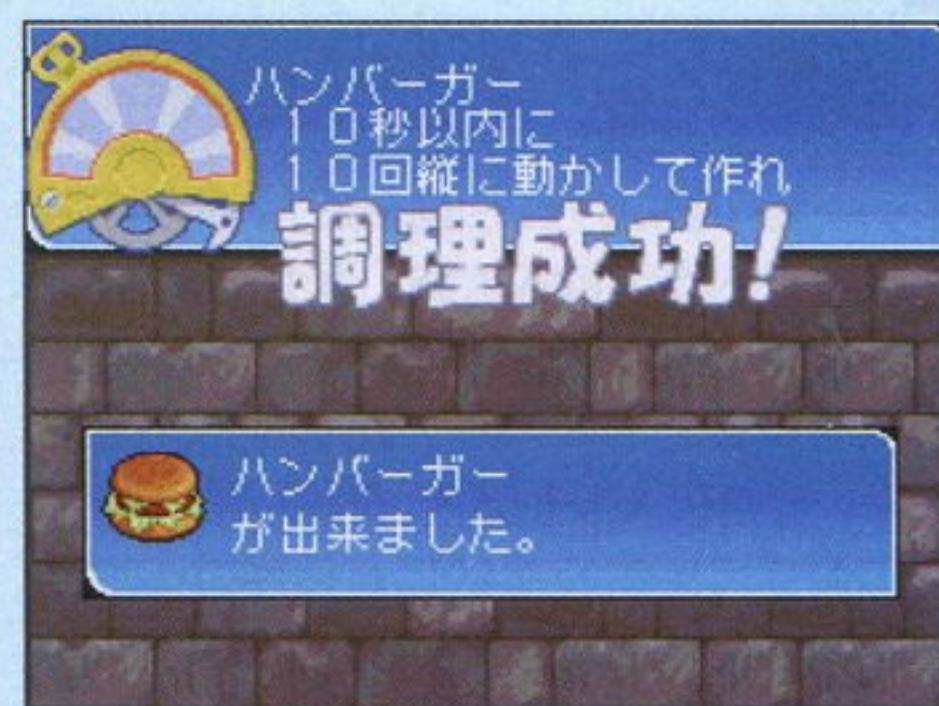 ハンバーガー
１０秒以内に
１０回縦に動かして作れ
調理成功!
ハンバーガー
が出来ました。